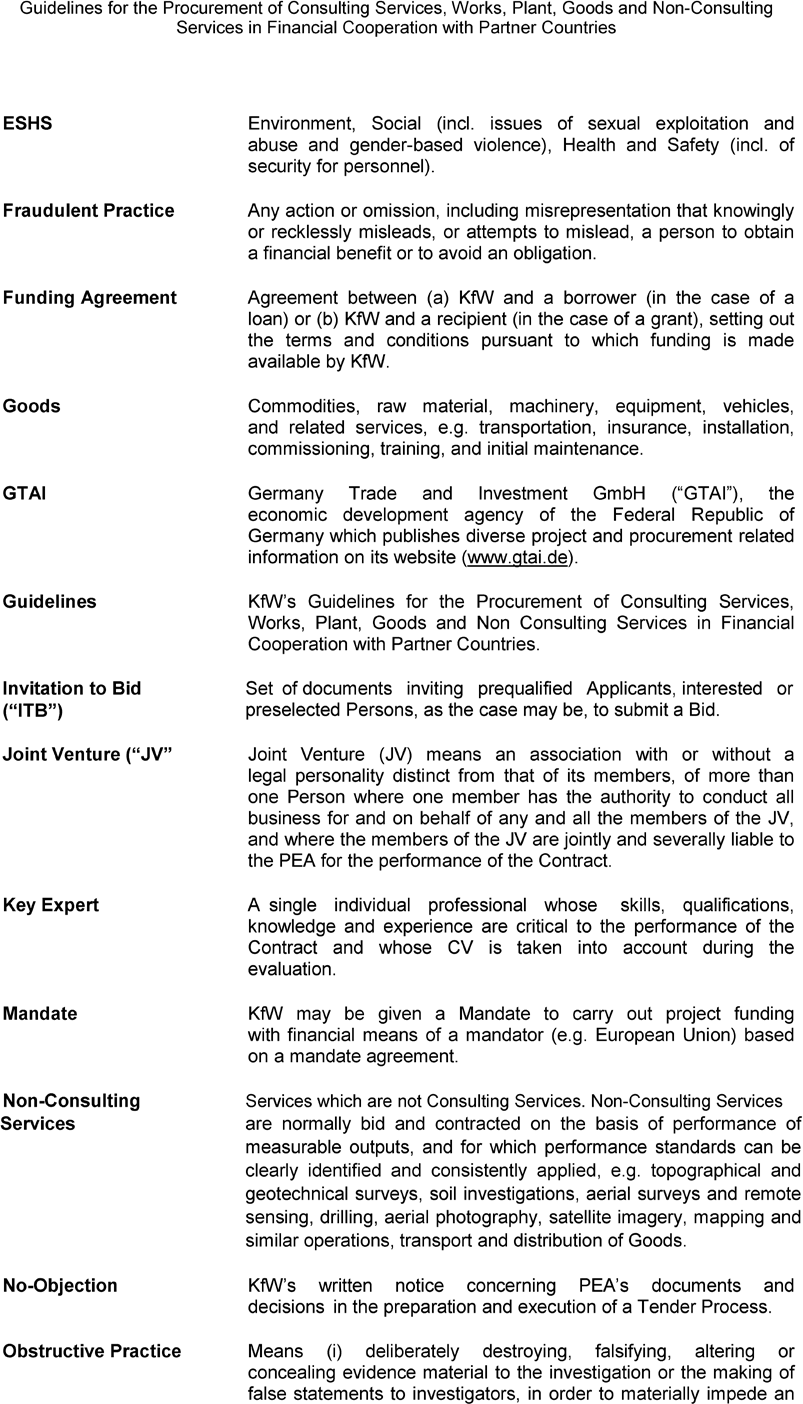 Guidelines for the Procurement of Consulting Services, Works, Plant, Goods and Non-Consulting
Services in Financial Cooperation with Partner Countries
ESHS Environment, Social (incl. issues of sexual exploitation and
abuse and gender-based violence), Health and Safety (incl. of
security for personnel).
Fraudulent Practice Any action or omission, including misrepresentation that knowingly
or recklessly misleads, or attempts to mislead, a person to obtain
a financial benefit or to avoid an obligation.
Funding Agreement Agreement between (a) KfW and a borrower (in the case of a
loan) or (b) KfW and a recipient (in the case of a grant), setting out
the terms and conditions pursuant to which funding is made
available by KfW.
Goods Commodities, raw material, machinery, equipment, vehicles,
and related services, e.g. transportation, insurance, installation,
commissioning, training, and initial maintenance.
GTAI Germany Trade and Investment GmbH (“GTAI”), the
economic development agency of the Federal Republic of
Germany which publishes diverse project and procurement related
information on its website (www.gtai.de).
Guidelines KfW’s Guidelines for the Procurement of Consulting Services,
Works, Plant, Goods and Non Consulting Services in Financial
Cooperation with Partner Countries.
Invitation to Bid Set of documents inviting prequalified Applicants, interested or
(“ITB”) preselected Persons, as the case may be, to submit a Bid.
Joint Venture (“JV” Joint Venture (JV) means an association with or without a
legal personality distinct from that of its members, of more than
one Person where one member has the authority to conduct all
business for and on behalf of any and all the members of the JV,
and where the members of the JV are jointly and severally liable to
the PEA for the performance of the Contract.
Key Expert A single individual professional whose skills, qualifications,
knowledge and experience are critical to the performance of the
Contract and whose CV is taken into account during the
evaluation.
Mandate KfW may be given a Mandate to carry out project funding
with financial means of a mandator (e.g. European Union) based
on a mandate agreement.
Non-Consulting Services which are not Consulting Services. Non-Consulting Services
Services are normally bid and contracted on the basis of performance of
measurable outputs, and for which performance standards can be
clearly identified and consistently applied, e.g. topographical and
geotechnical surveys, soil investigations, aerial surveys and remote
sensing, drilling, aerial photography, satellite imagery, mapping and
similar operations, transport and distribution of Goods.
No-Objection KfW’s written notice concerning PEA’s documents and
decisions in the preparation and execution of a Tender Process.
Obstructive Practice Means (i) deliberately destroying, falsifying, altering or
concealing evidence material to the investigation or the making of
false statements to investigators, in order to materially impede an